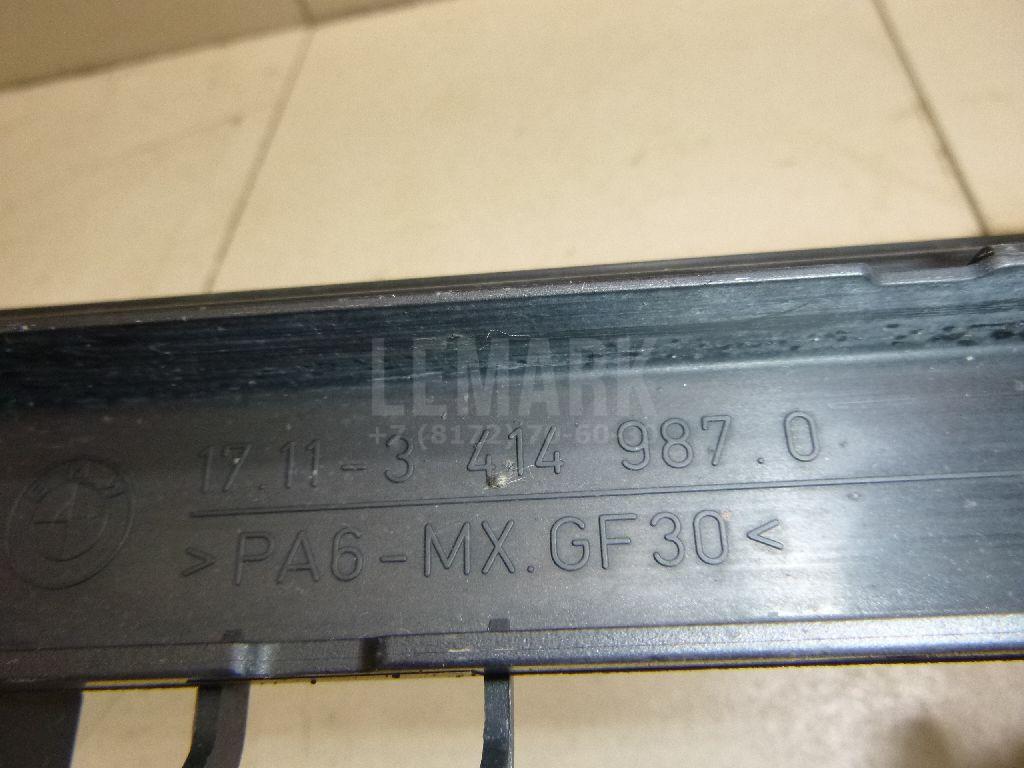 LEMARK
17.11-3 414 987.0
>PA6-MX.GF30<